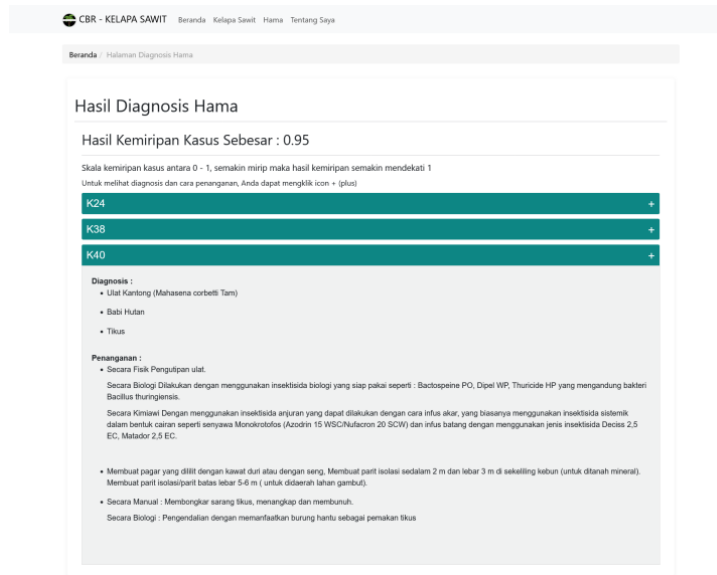 CBR - KELAPA SAWIT Beranda Kelapa Sawit Hama Tentang Saya
Beranda / Halaman Diagnosis Hama
Hasil Diagnosis Hama
Hasil Kemiripan Kasus Sebesar : 0.95
Skala kemiripan kasus antara 0 - 1, semakin mirip maka hasil kemiripan semakin mendekati 1
Untuk melihat diagnosis dan cara penanganan, Anda dapat mengklik icon + (plus)
K24 +
K38 +
K40 +
Diagnosis :
• Ulat Kantong (Mahasena corbetti Tam)
• Babi Hutan
• Tikus
Penanganan :
• Secara Fisik Pengutipan ulat.
Secara Biologi Dilakukan dengan menggunakan insektisida biologi yang siap pakai seperti : Bactospeine PO, Dipel WP, Thuricide HP yang mengandung bakteri
Bacillus thuringiensis.
Secara Kimiawi Dengan menggunakan insektisida anjuran yang dapat dilakukan dengan cara infus akar, yang biasanya menggunakan insektisida sistemik
dalam bentuk cairan seperti senyawa Monokrotofos (Azodrin 15 WSC/Nufacron 20 SCW) dan infus batang dengan menggunakan jenis insektisida Deciss 2,5
EC, Matador 2,5 EC.
• Membuat pagar yang dililit dengan kawat duri atau dengan seng, Membuat parit isolasi sedalam 2 m dan lebar 3 m di sekeliling kebun (untuk ditanah mineral).
Membuat parit isolasi/parit batas lebar 5-6 m ( untuk didaerah lahan gambut).
• Secara Manual : Membongkar sarang tikus, menangkap dan membunuh.
Secara Biologi : Pengendalian dengan memanfaatkan burung hantu sebagai pemakan tikus